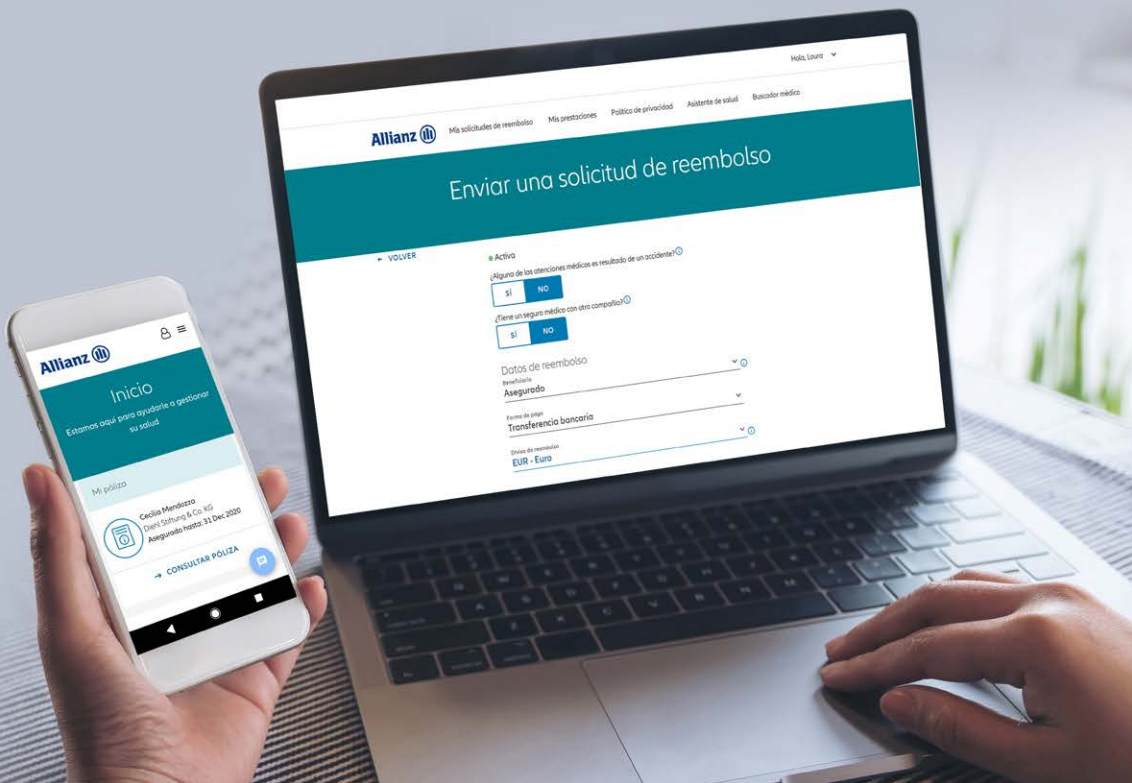 Hola, Laura
Allianz
Mis solicitudes de reembolso
Mis prestaciones
Política de privacidad
Asistente de salud
Buscador médico
Enviar una solicitud de reembolso
← VOLVER
Activa
¿Alguna de las atenciones médicas es resultado de un accidente?
SÍ NO
¿Tiene un seguro médico con otra compañía?
SÍ NO
Datos de reembolso
Beneficiario
Asegurado
Forma de pago
Transferencia bancaria
Divisa de reembolso
EUR - Euro
Allianz
Inicio
Estamos aquí para ayudarle a gestionar
su salud
Mi póliza
Cecilia Mendozza
Diehl Stiftung & Co. KG
Asegurado hasta: 31 Dec 2020
→ CONSULTAR PÓLIZA